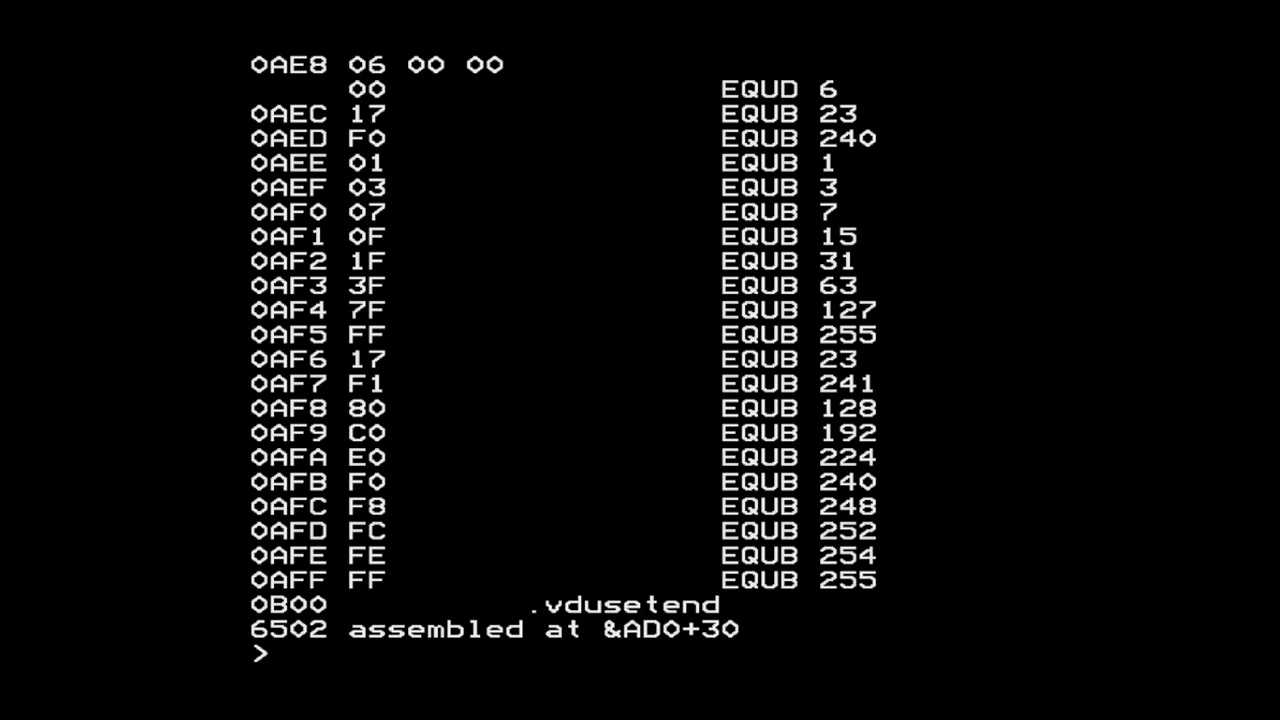 0AE8 06 00 00
00 EQUD 6
0AEC 17 EQUB 23
0AED F0 EQUB 240
0AEE 01 EQUB 1
0AEF 03 EQUB 3
0AF0 07 EQUB 7
0AF1 0F EQUB 15
0AF2 1F EQUB 31
0AF3 3F EQUB 63
0AF4 7F EQUB 127
0AF5 FF EQUB 255
0AF6 17 EQUB 23
0AF7 F1 EQUB 241
0AF8 80 EQUB 128
0AF9 C0 EQUB 192
0AFA E0 EQUB 224
0AFB F0 EQUB 240
0AFC F8 EQUB 248
0AFD FC EQUB 252
0AFE FE EQUB 254
0AFF FF EQUB 255
0B00 .vdusetend
6502 assembled at &AD0+30
>